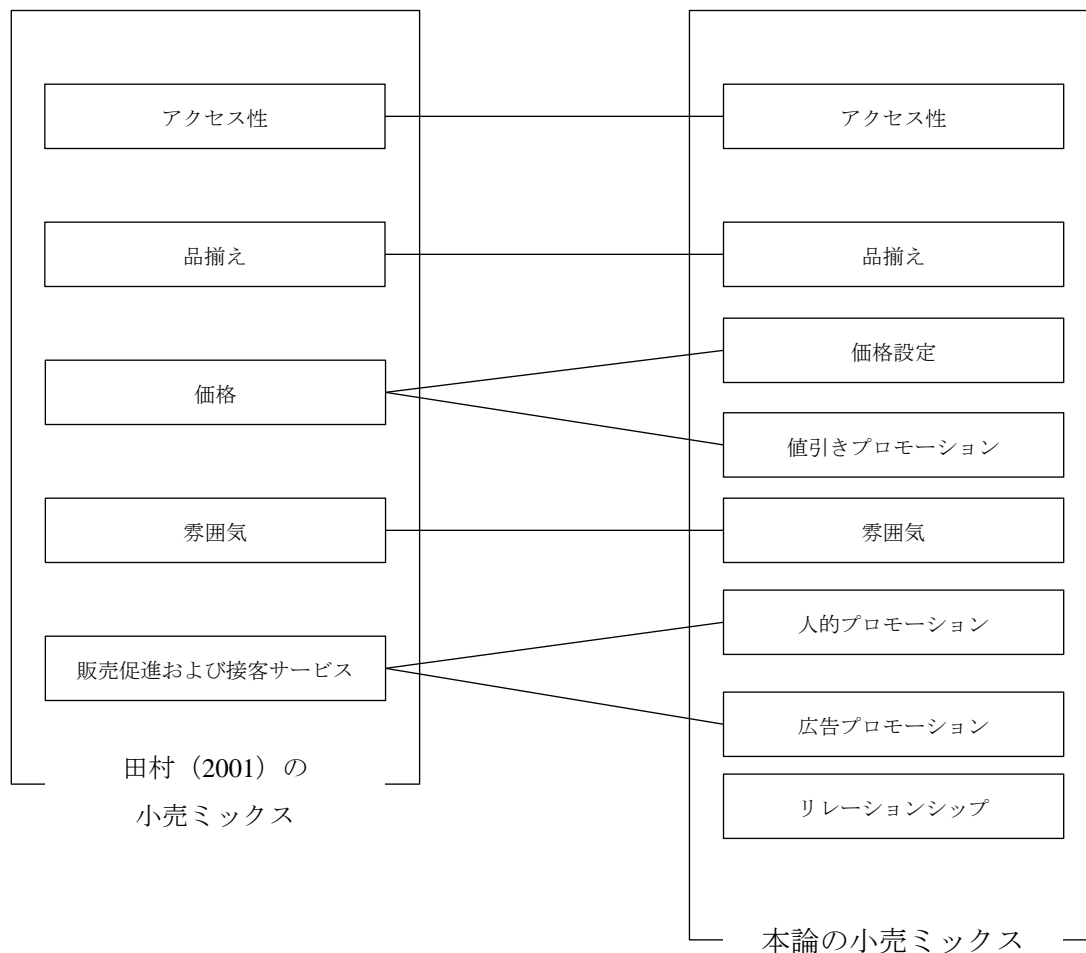 アクセス性
品揃え
価格
雰囲気
販売促進および接客サービス
田村（2001）の
小売ミックス
アクセス性
品揃え
価格設定
値引きプロモーション
雰囲気
人的プロモーション
広告プロモーション
リレーションシップ
本論の小売ミックス